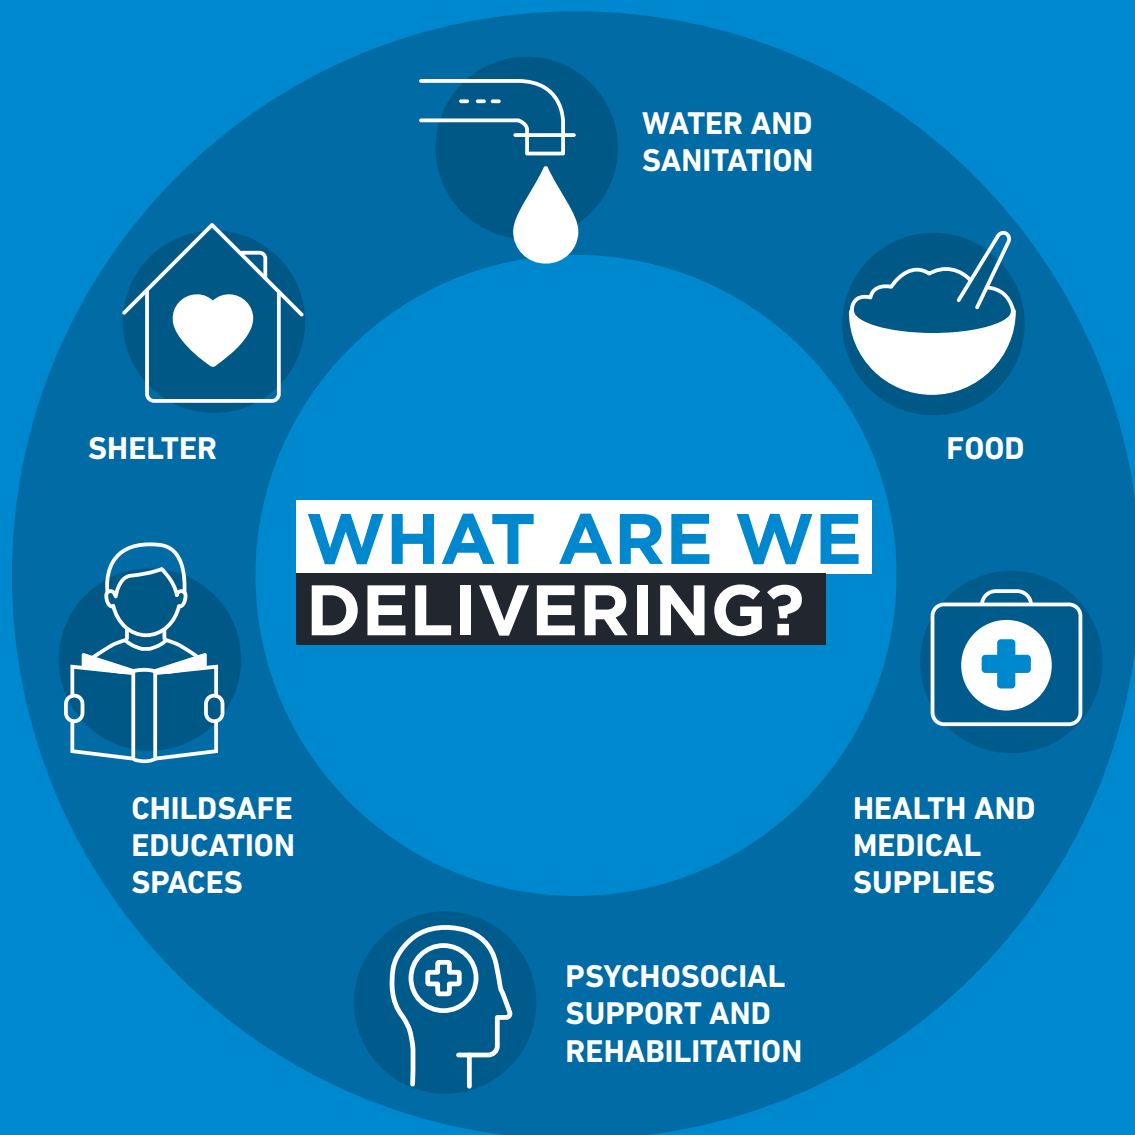 WATER AND
SANITATION
SHELTER
FOOD
WHAT ARE WE
DELIVERING?
CHILDSAFE
EDUCATION
SPACES
HEALTH AND
MEDICAL
SUPPLIES
PSYCHOSOCIAL
SUPPORT AND
REHABILITATION